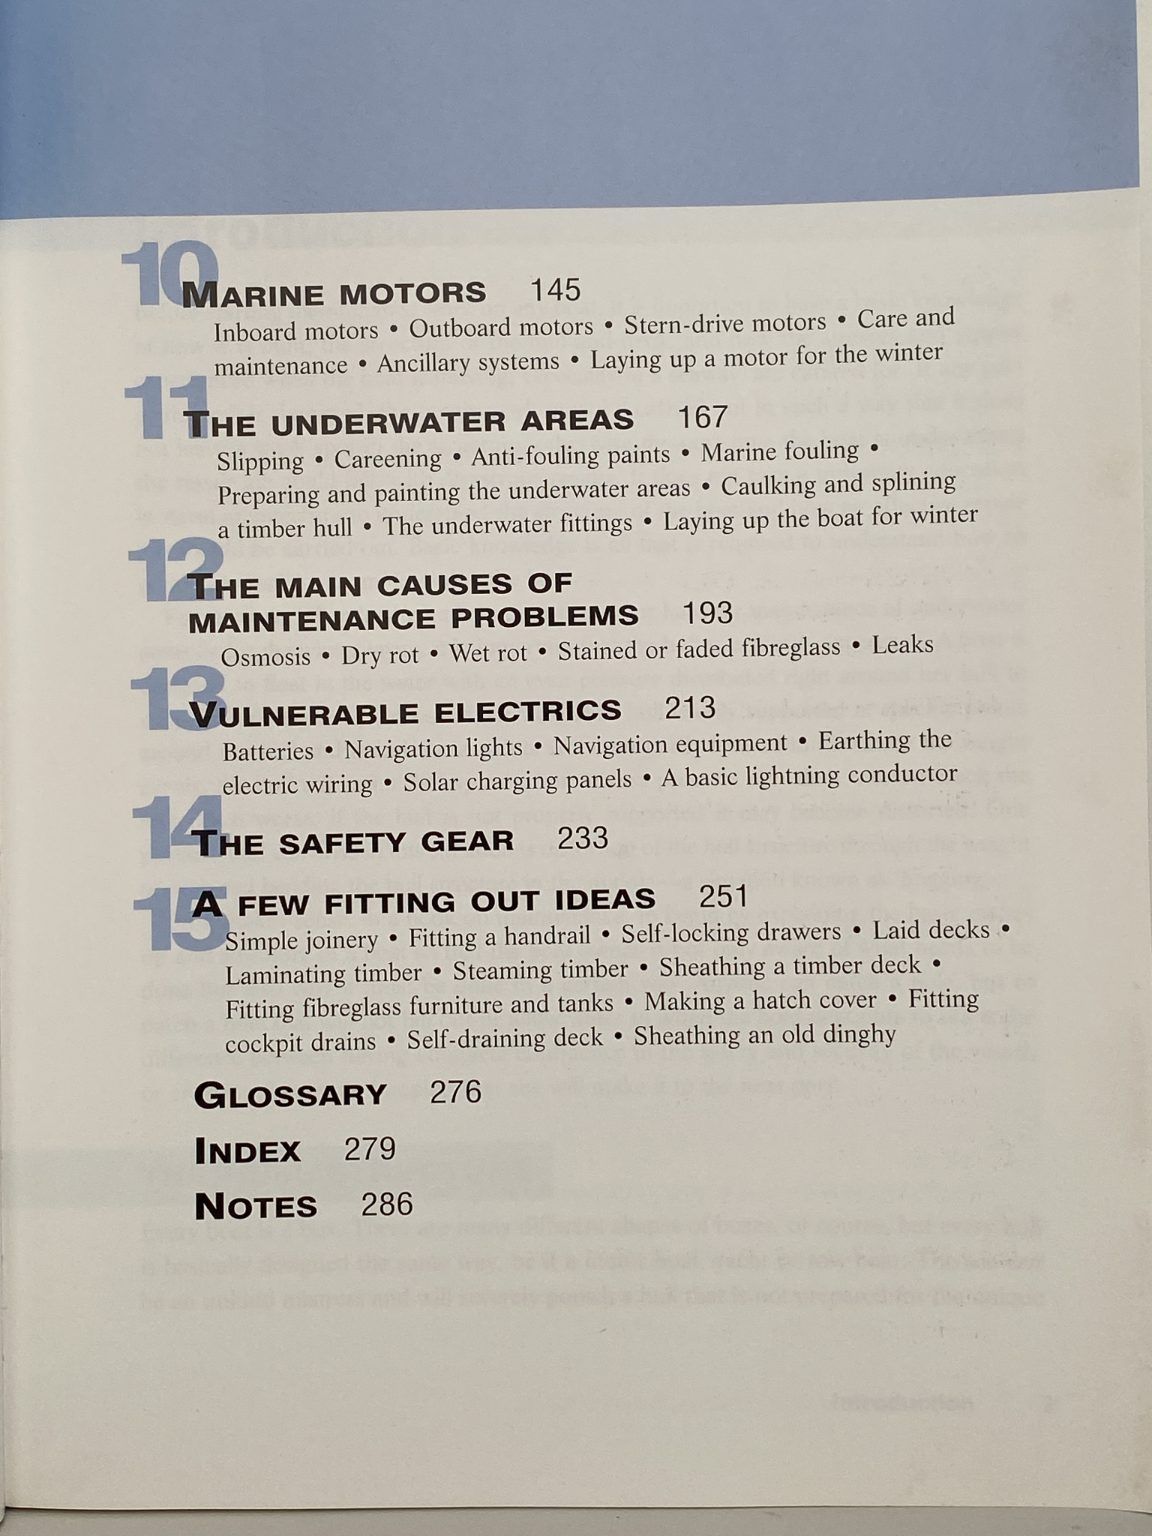 10
MARINE MOTORS 145
Inboard motors • Outboard motors • Stern-drive motors • Care and
maintenance • Ancillary systems • Laying up a motor for the winter
11
THE UNDERWATER AREAS 167
Slipping • Careening • Anti-fouling paints • Marine fouling •
Preparing and painting the underwater areas • Caulking and splining
a timber hull • The underwater fittings • Laying up the boat for winter
12
THE MAIN CAUSES OF
MAINTENANCE PROBLEMS 193
Osmosis • Dry rot • Wet rot • Stained or faded fibreglass • Leaks
13
VULNERABLE ELECTRICS 213
Batteries • Navigation lights • Navigation equipment • Earthing the
electric wiring • Solar charging panels • A basic lightning conductor
14
THE SAFETY GEAR 233
15
A FEW FITTING OUT IDEAS 251
Simple joinery • Fitting a handrail • Self-locking drawers • Laid decks •
Laminating timber • Steaming timber • Sheathing a timber deck •
Fitting fibreglass furniture and tanks • Making a hatch cover • Fitting
cockpit drains • Self-draining deck • Sheathing an old dinghy
GLOSSARY 276
INDEX 279
NOTES 286